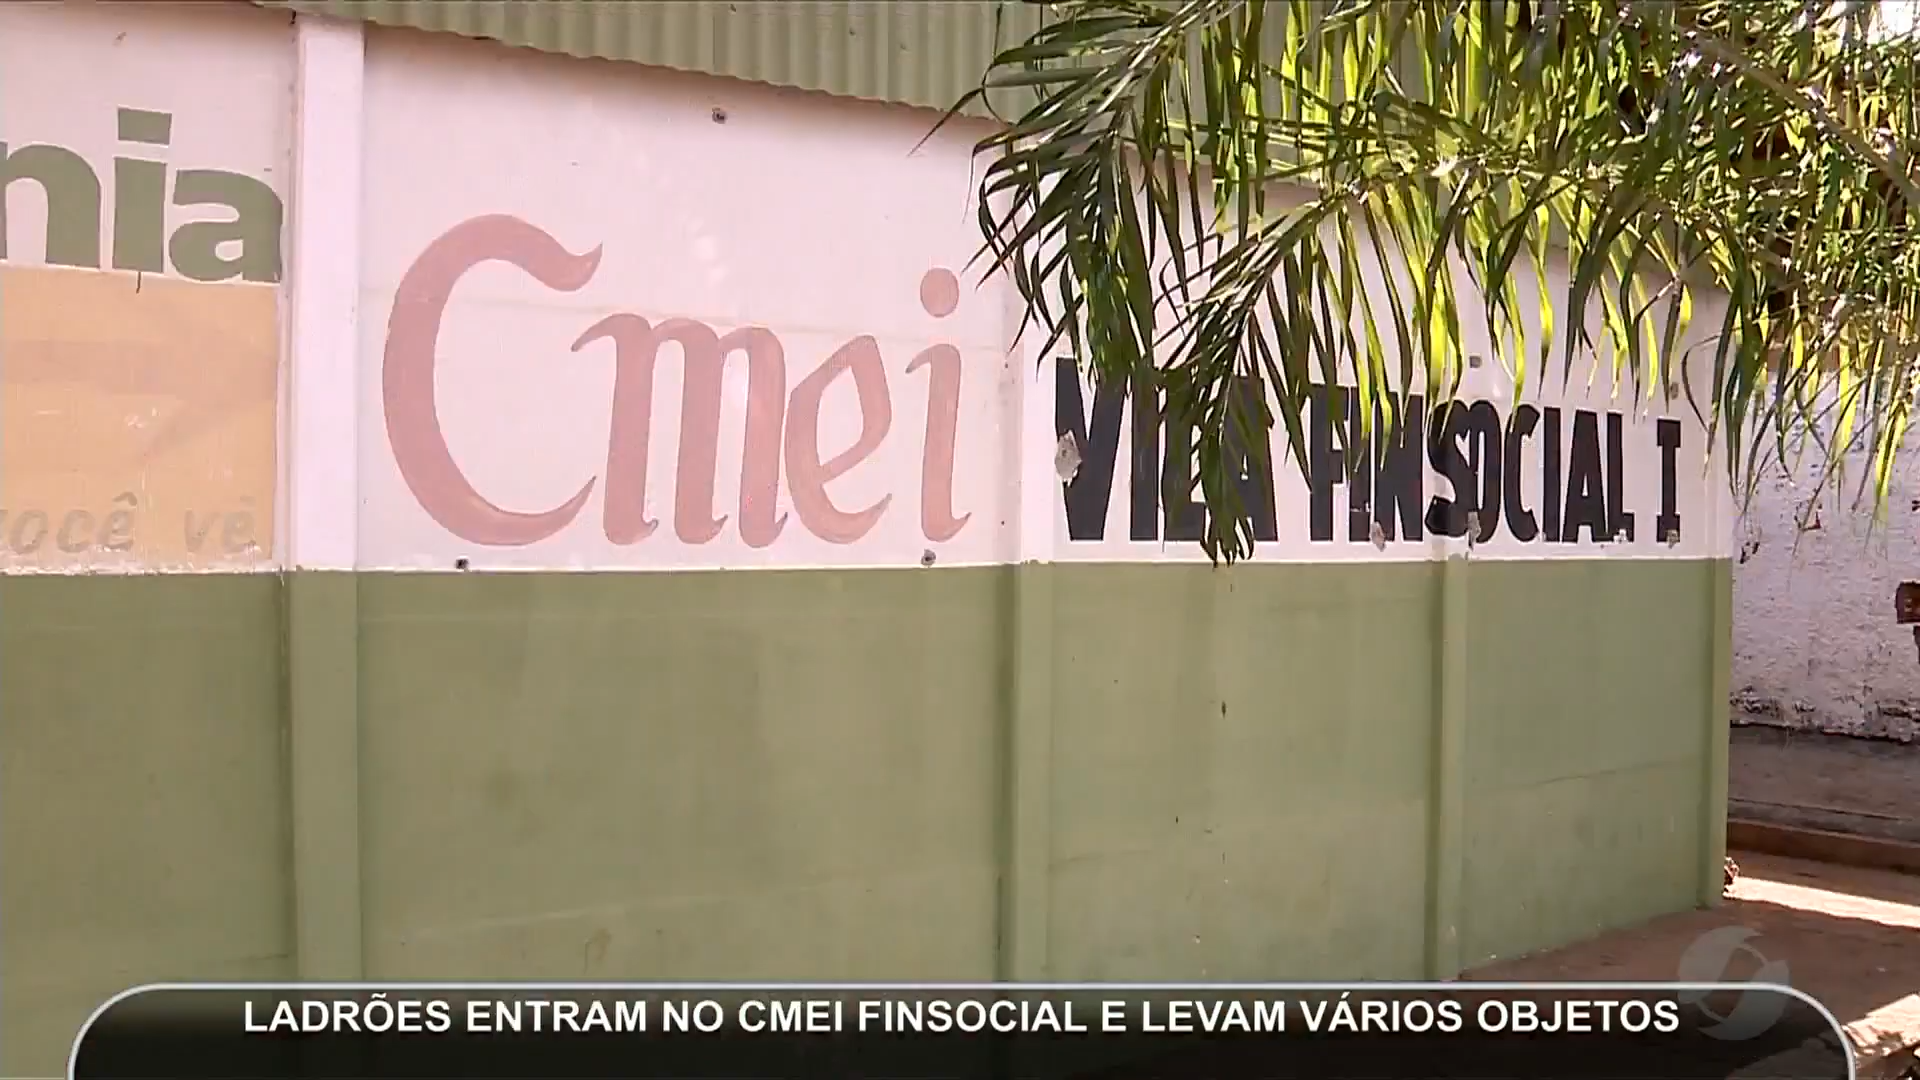 nia
você vê
Cmei
VILA FINSOCIAL I
LADRÕES ENTRAM NO CMEI FINSOCIAL E LEVAM VÁRIOS OBJETOS